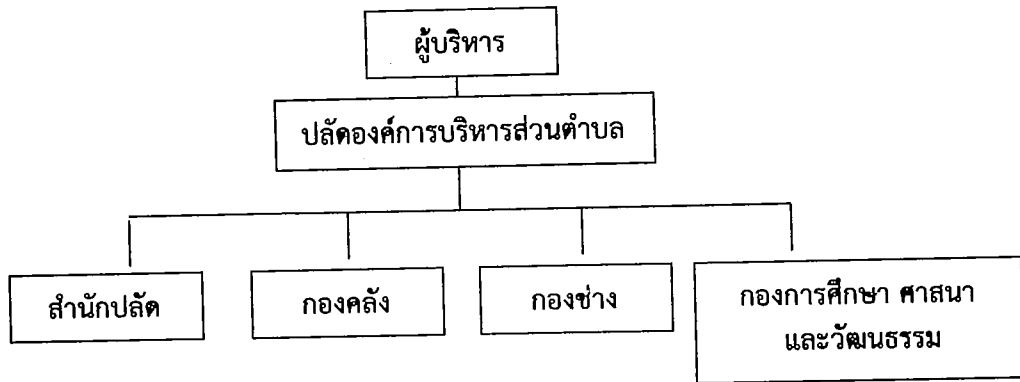 ผู้บริหาร
ปลัดองค์การบริหารส่วนตำบล
สำนักปลัด
กองคลัง
กองช่าง
กองการศึกษา ศาสนา
และวัฒนธรรม